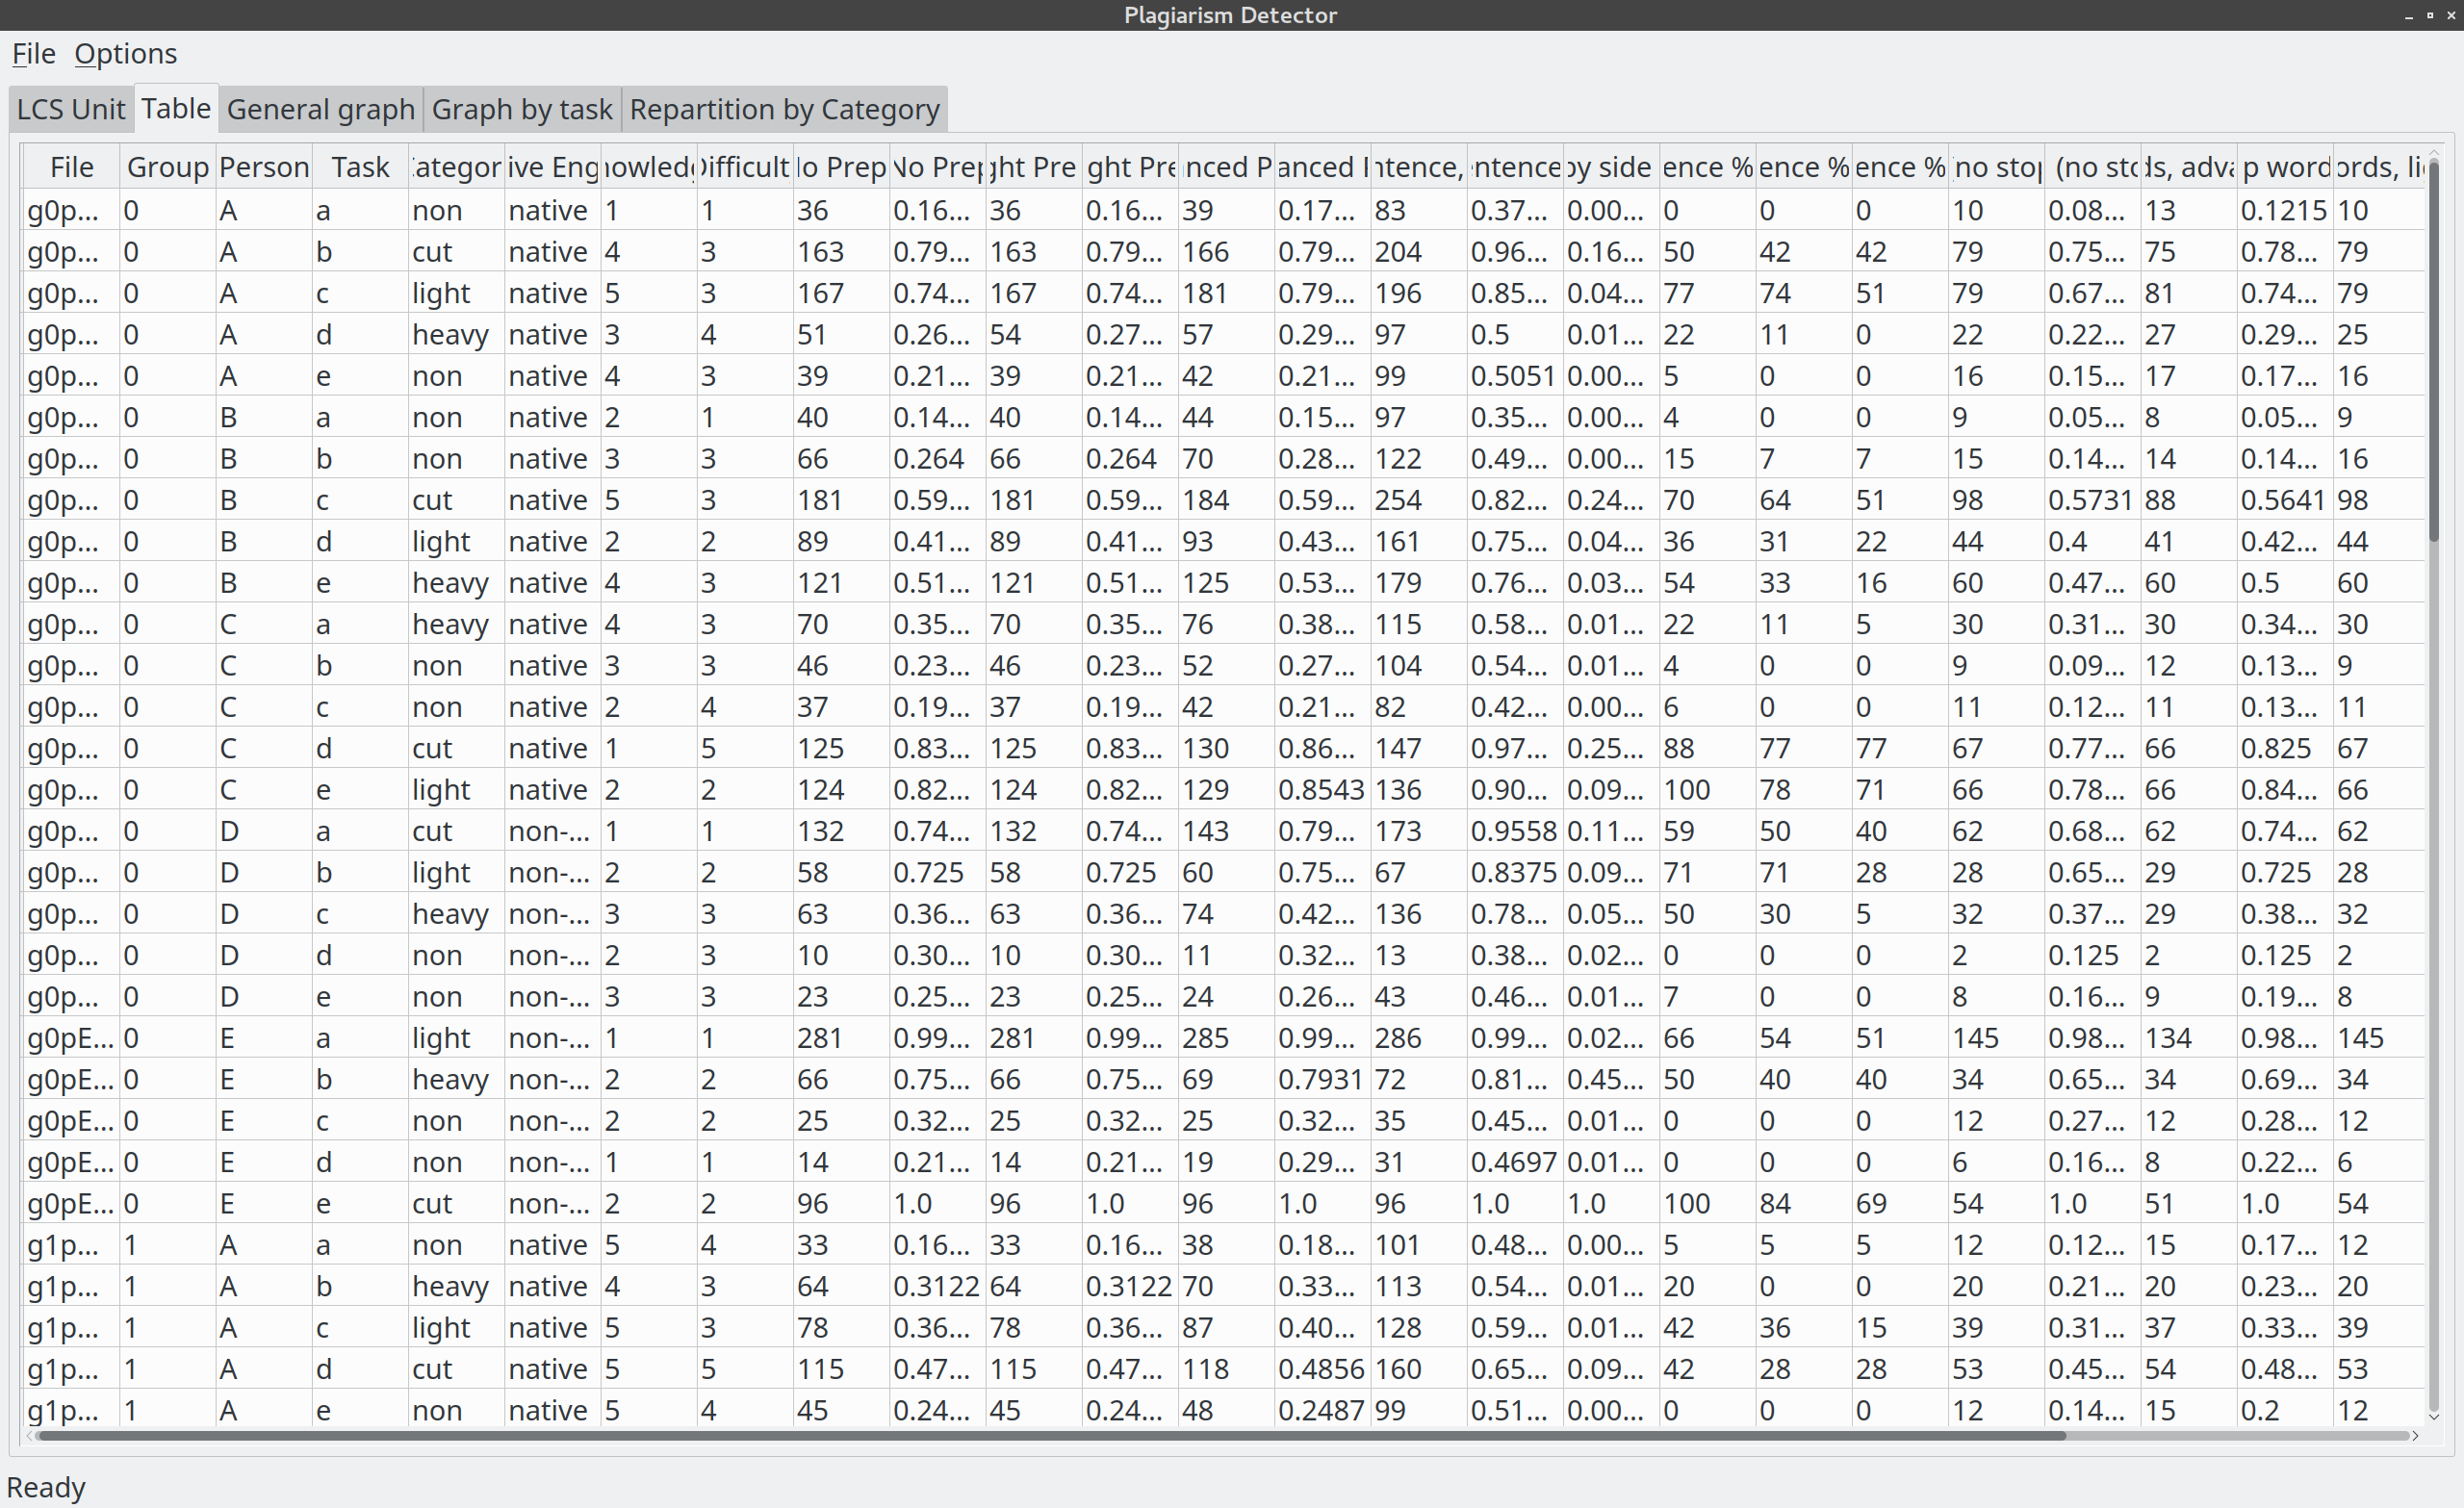 Plagiarism Detector
File Options
LCS Unit Table General graph Graph by task Repartition by Category
File Group Person Task ategor ive Eng nowled Difficult Io Prep No Prep ght Pre ght Pre nced P anced ntence, ntence by side ence % ence % ence % no stop (no sto ds, adva p word ords, li
g0p... 0 A a non native 1 1 36 0.16... 36 0.16... 39 0.17... 83 0.37... 0.00... 0 0 0 10 0.08... 13 0.1215 10
g0p... 0 A b cut native 4 3 163 0.79... 163 0.79... 166 0.79... 204 0.96... 0.16... 50 42 42 79 0.75... 75 0.78... 79
g0p... 0 A c light native 5 3 167 0.74... 167 0.74... 181 0.79... 196 0.85... 0.04... 77 74 51 79 0.67... 81 0.74... 79
g0p... 0 A d heavy native 3 4 51 0.26... 54 0.27... 57 0.29... 97 0.5 0.01... 22 11 0 22 0.22... 27 0.29... 25
g0p... 0 A e non native 4 3 39 0.21... 39 0.21... 42 0.21... 99 0.5051 0.00... 5 0 0 16 0.15... 17 0.17... 16
g0p... 0 B a non native 2 1 40 0.14... 40 0.14... 44 0.15... 97 0.35... 0.00... 4 0 0 9 0.05... 8 0.05... 9
g0p... 0 B b non native 3 3 66 0.264 66 0.264 70 0.28... 122 0.49... 0.00... 15 7 7 15 0.14... 14 0.14... 16
g0p... 0 B c cut native 5 3 181 0.59... 181 0.59... 184 0.59... 254 0.82... 0.24... 70 64 51 98 0.5731 88 0.5641 98
g0p... 0 B d light native 2 2 89 0.41... 89 0.41... 93 0.43... 161 0.75... 0.04... 36 31 22 44 0.4 41 0.42... 44
g0p... 0 B e heavy native 4 3 121 0.51... 121 0.51... 125 0.53... 179 0.76... 0.03... 54 33 16 60 0.47... 60 0.5 60
g0p... 0 C a heavy native 4 3 70 0.35... 70 0.35... 76 0.38... 115 0.58... 0.01... 22 11 5 30 0.31... 30 0.34... 30
g0p... 0 C b non native 3 3 46 0.23... 46 0.23... 52 0.27... 104 0.54... 0.01... 4 0 0 9 0.09... 12 0.13... 9
g0p... 0 C c non native 2 4 37 0.19... 37 0.19... 42 0.21... 82 0.42... 0.00... 6 0 0 11 0.12... 11 0.13... 11
g0p... 0 C d cut native 1 5 125 0.83... 125 0.83... 130 0.86... 147 0.97... 0.25... 88 77 77 67 0.77... 66 0.825 67
g0p... 0 C e light native 2 2 124 0.82... 124 0.82... 129 0.8543 136 0.90... 0.09... 100 78 71 66 0.78... 66 0.84... 66
g0p... 0 D a cut non-... 1 1 132 0.74... 132 0.74... 143 0.79... 173 0.9558 0.11... 59 50 40 62 0.68... 62 0.74... 62
g0p... 0 D b light non-... 2 2 58 0.725 58 0.725 60 0.75... 67 0.8375 0.09... 71 71 28 28 0.65... 29 0.725 28
g0p... 0 D c heavy non-... 3 3 63 0.36... 63 0.36... 74 0.42... 136 0.78... 0.05... 50 30 5 32 0.37... 29 0.38... 32
g0p... 0 D d non non-... 2 3 10 0.30... 10 0.30... 11 0.32... 13 0.38... 0.02... 0 0 0 2 0.125 2 0.125 2
g0p... 0 D e non non-... 3 3 23 0.25... 23 0.25... 24 0.26... 43 0.46... 0.01... 7 0 0 8 0.16... 9 0.19... 8
g0pE... 0 E a light non-... 1 1 281 0.99... 281 0.99... 285 0.99... 286 0.99... 0.02... 66 54 51 145 0.98... 134 0.98... 145
g0pE... 0 E b heavy non-... 2 2 66 0.75... 66 0.75... 69 0.7931 72 0.81... 0.45... 50 40 40 34 0.65... 34 0.69... 34
g0pE... 0 E c non non-... 2 2 25 0.32... 25 0.32... 25 0.32... 35 0.45... 0.01... 0 0 0 12 0.27... 12 0.28... 12
g0pE... 0 E d non non-... 1 1 14 0.21... 14 0.21... 19 0.29... 31 0.4697 0.01... 0 0 0 6 0.16... 8 0.22... 6
g0pE... 0 E e cut non-... 2 2 96 1.0 96 1.0 96 1.0 96 1.0 1.0 100 84 69 54 1.0 51 1.0 54
g1p... 1 A a non native 5 4 33 0.16... 33 0.16... 38 0.18... 101 0.48... 0.00... 5 5 5 12 0.12... 15 0.17... 12
g1p... 1 A b heavy native 4 3 64 0.3122 64 0.3122 70 0.33... 113 0.54... 0.01... 20 0 0 20 0.21... 20 0.23... 20
g1p... 1 A c light native 5 3 78 0.36... 78 0.36... 87 0.40... 128 0.59... 0.01... 42 36 15 39 0.31... 37 0.33... 39
g1p... 1 A d cut native 5 5 115 0.47... 115 0.47... 118 0.4856 160 0.65... 0.09... 42 28 28 53 0.45... 54 0.48... 53
g1p... 1 A e non native 5 4 45 0.24... 45 0.24... 48 0.2487 99 0.51... 0.00... 0 0 0 12 0.14... 15 0.2 12
Ready